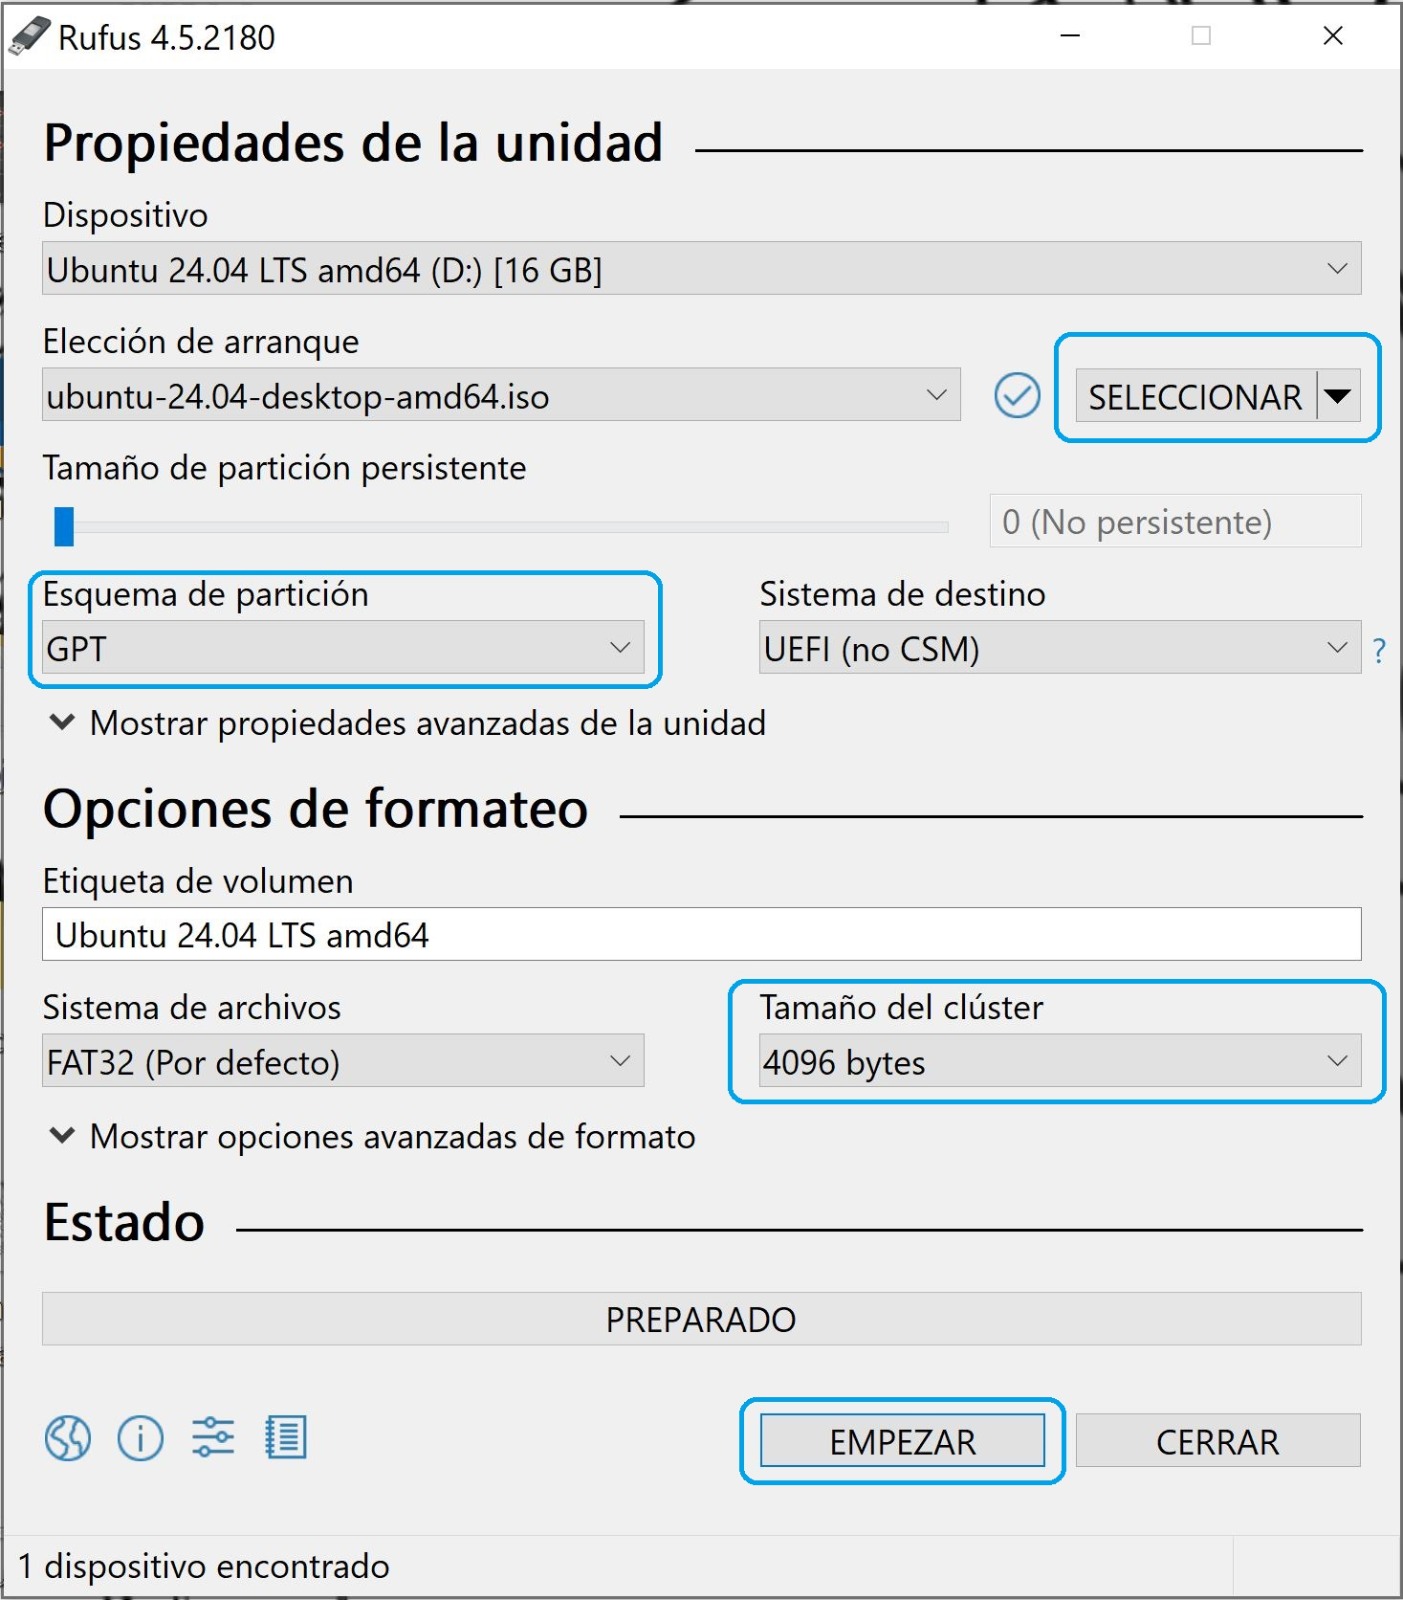 Rufus 4.5.2180
Propiedades de la unidad
Dispositivo
Ubuntu 24.04 LTS amd64 (D:) [16 GB]
Elección de arranque
ubuntu-24.04-desktop-amd64.iso
SELECCIONAR
Tamaño de partición persistente
0 (No persistente)
Esquema de partición
Sistema de destino
GPT
UEFI (no CSM)
?
Mostrar propiedades avanzadas de la unidad
Opciones de formateo
Etiqueta de volumen
Ubuntu 24.04 LTS amd64
Sistema de archivos
Tamaño del clúster
FAT32 (Por defecto)
4096 bytes
Mostrar opciones avanzadas de formato
Estado
PREPARADO
EMPEZAR
CERRAR
1 dispositivo encontrado